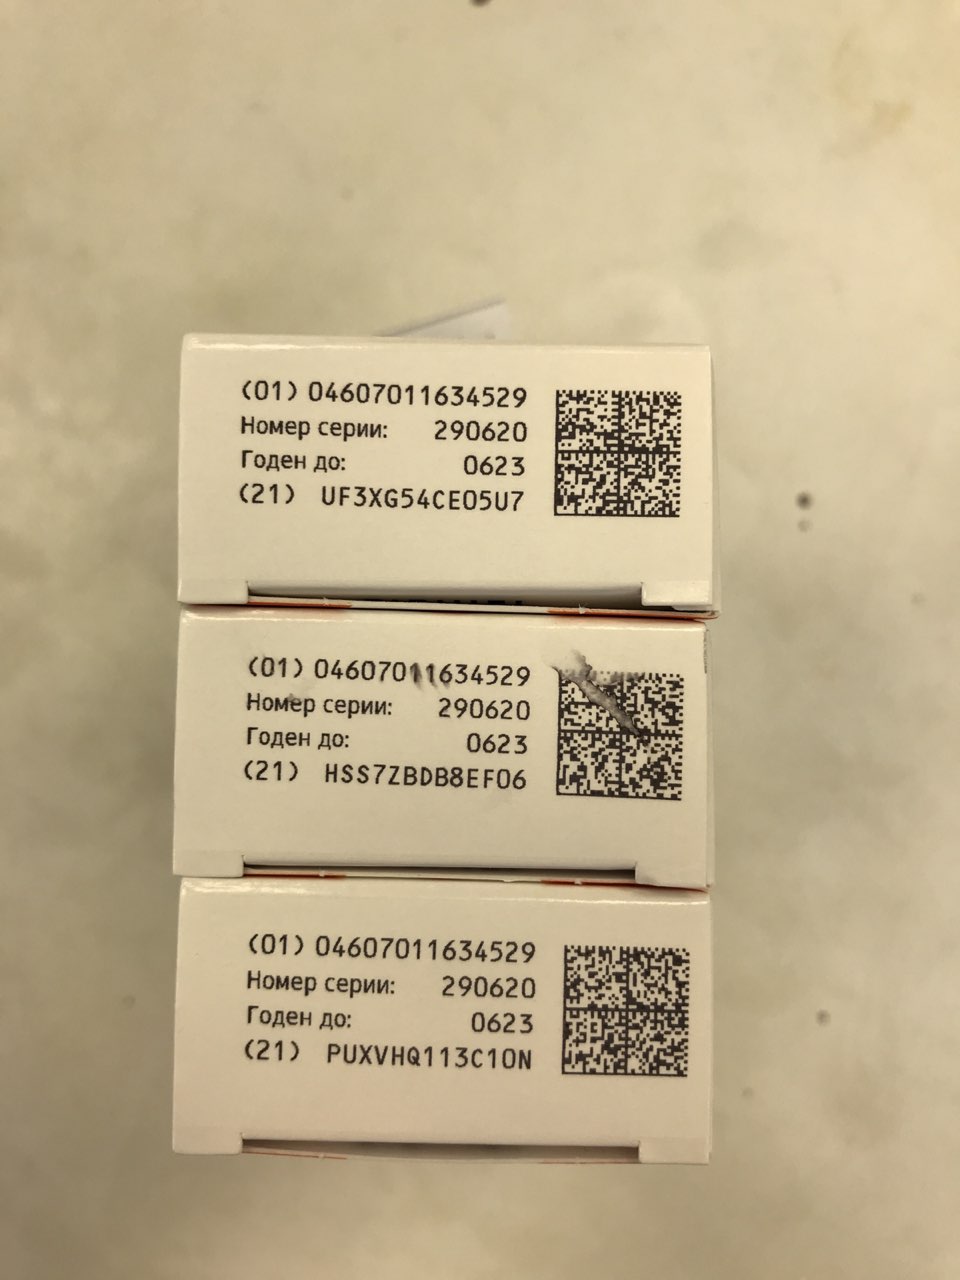 (01) 04607011634529
Номер серии: 290620
Годен до: 0623
(21) UF3XG54CE05U7
(01) 04607011634529
Номер серии: 290620
Годен до: 0623
(21) HSS7ZBDB8EF06
(01) 04607011634529
Номер серии: 290620
Годен до: 0623
(21) PUXVHQ113C10N